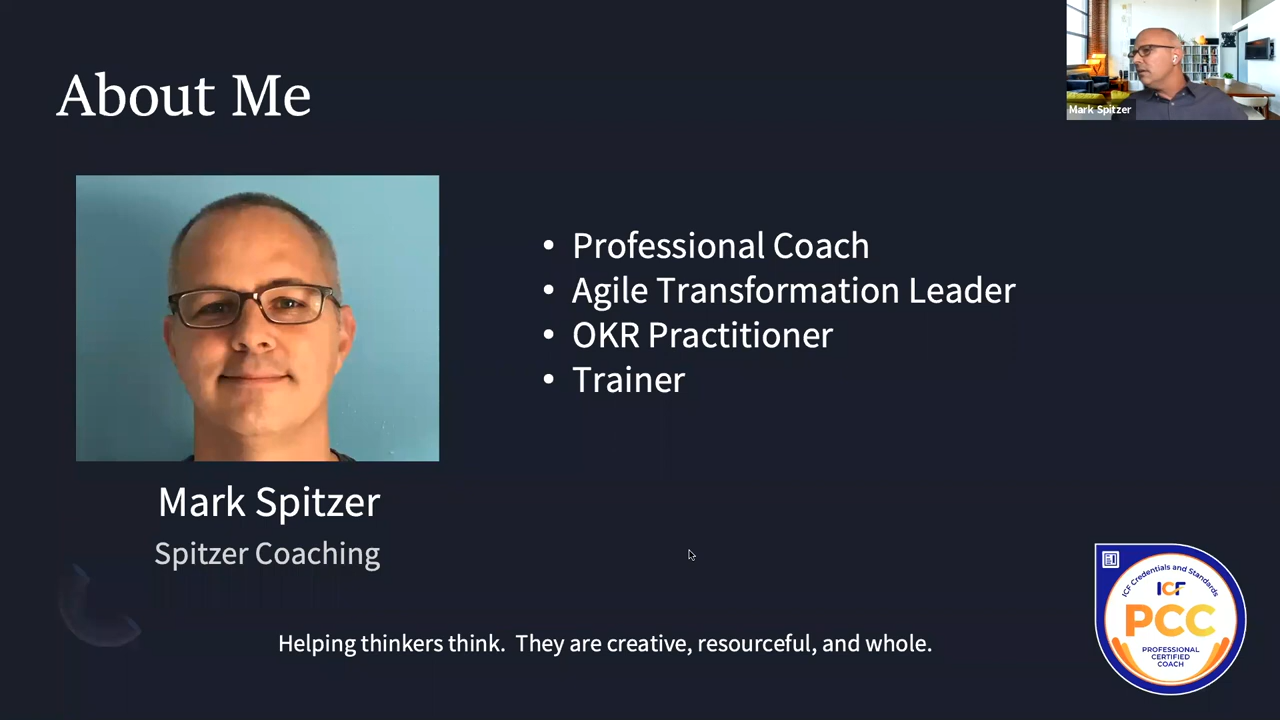 About Me
Mark Spitzer
Professional Coach
Agile Transformation Leader
OKR Practitioner
Trainer
Mark Spitzer
Spitzer Coaching
Helping thinkers think. They are creative, resourceful, and whole.
ICF Credentials and Standards
ICF
PCC
PROFESSIONAL
CERTIFIED
COACH